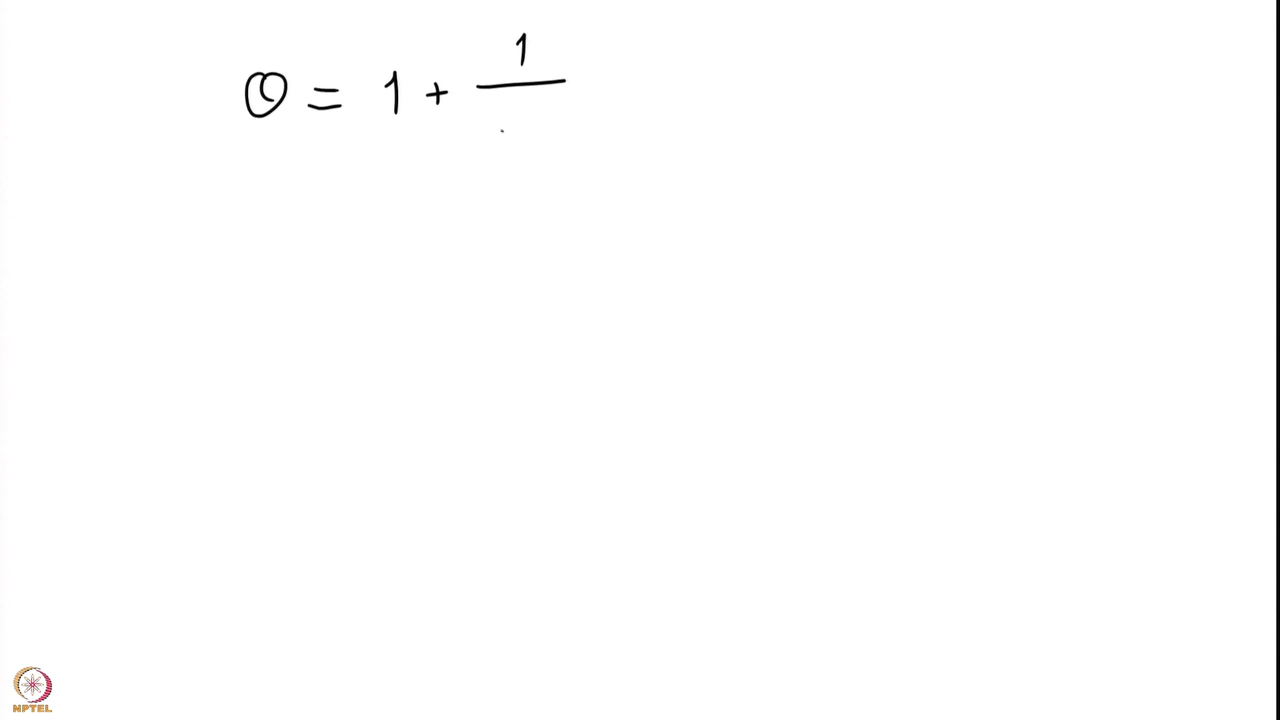 Θ = 1 + 1/
NPTEL